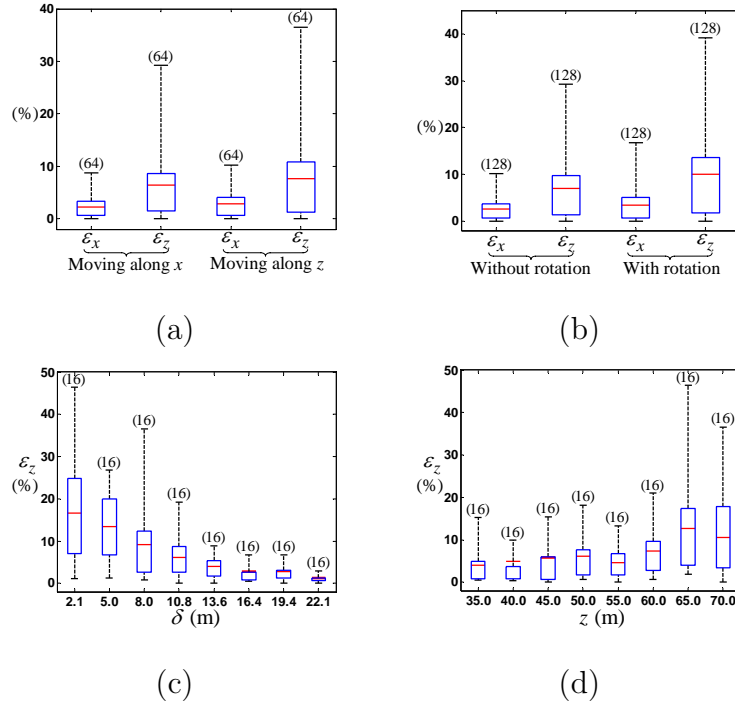 40
30
20
10
0
(%)
(64)
(64)
(64)
(64)
εx εz εx εz
Moving along x Moving along z
(a)
40
30
20
10
0
(%)
(128)
(128)
(128)
(128)
εx εz εx εz
Without rotation With rotation
(b)
50
40
30
20
10
0
εz
(%)
(16) (16) (16) (16) (16) (16) (16) (16)
2.1 5.0 8.0 10.8 13.6 16.4 19.4 22.1
δ (m)
(c)
50
40
30
20
10
0
εz
(%)
(16) (16) (16) (16) (16) (16) (16) (16)
35.0 40.0 45.0 50.0 55.0 60.0 65.0 70.0
z (m)
(d)